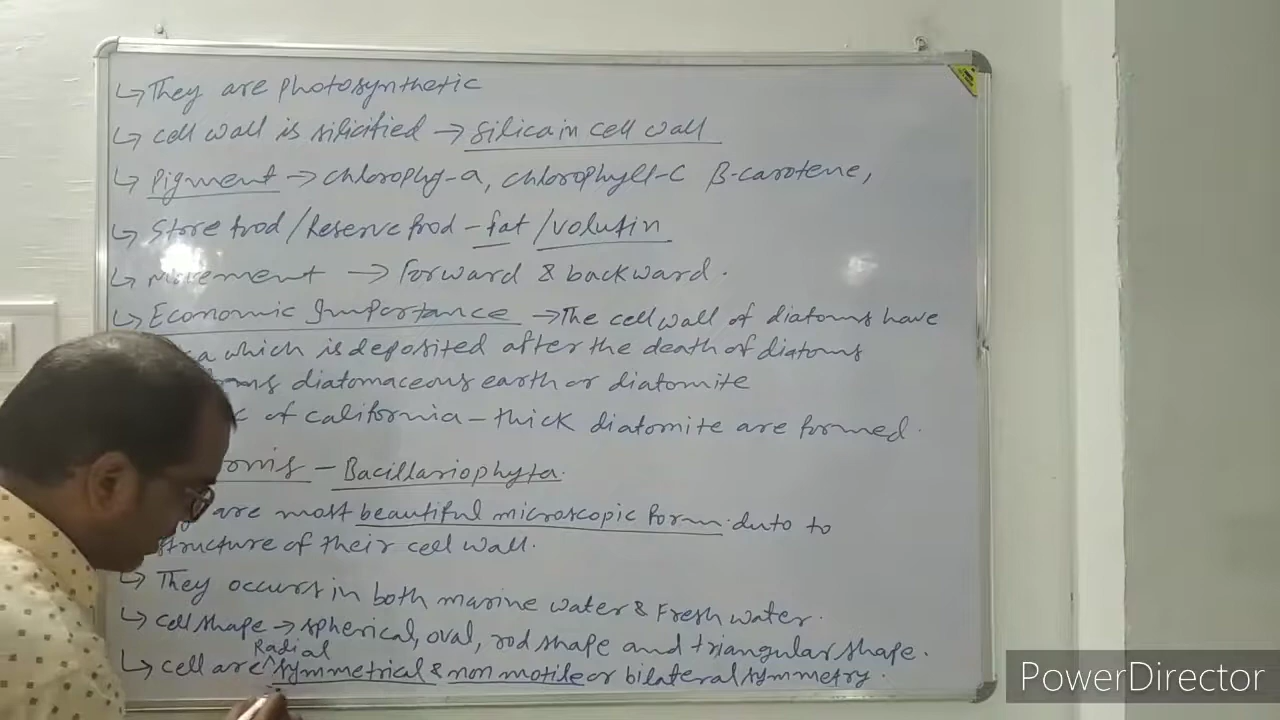 ↳ They are photosynthetic
↳ cell wall is silicified → silica in cell wall
↳ Pigment → chlorophy-a, chlorophyll-c β-carotene,
↳ Store food / Reserve food - fat / volutin
↳ Movement → Forward & backward.
↳ Economic Importance → The cell wall of diatoms have
which is deposited after the death of diatoms
diatomaceous earth or diatomite
of california - thick diatomite are formed.
- Bacillariophyta.
are most beautiful microscopic form duto to
structure of their cell wall.
↳ They occurs in both marine water & Fresh water.
↳ cell shape → spherical, oval, rod shape and triangular shape.
Radial
↳ cell are ^ symmetrical & non motile or bilateral symmetry.
PowerDirector